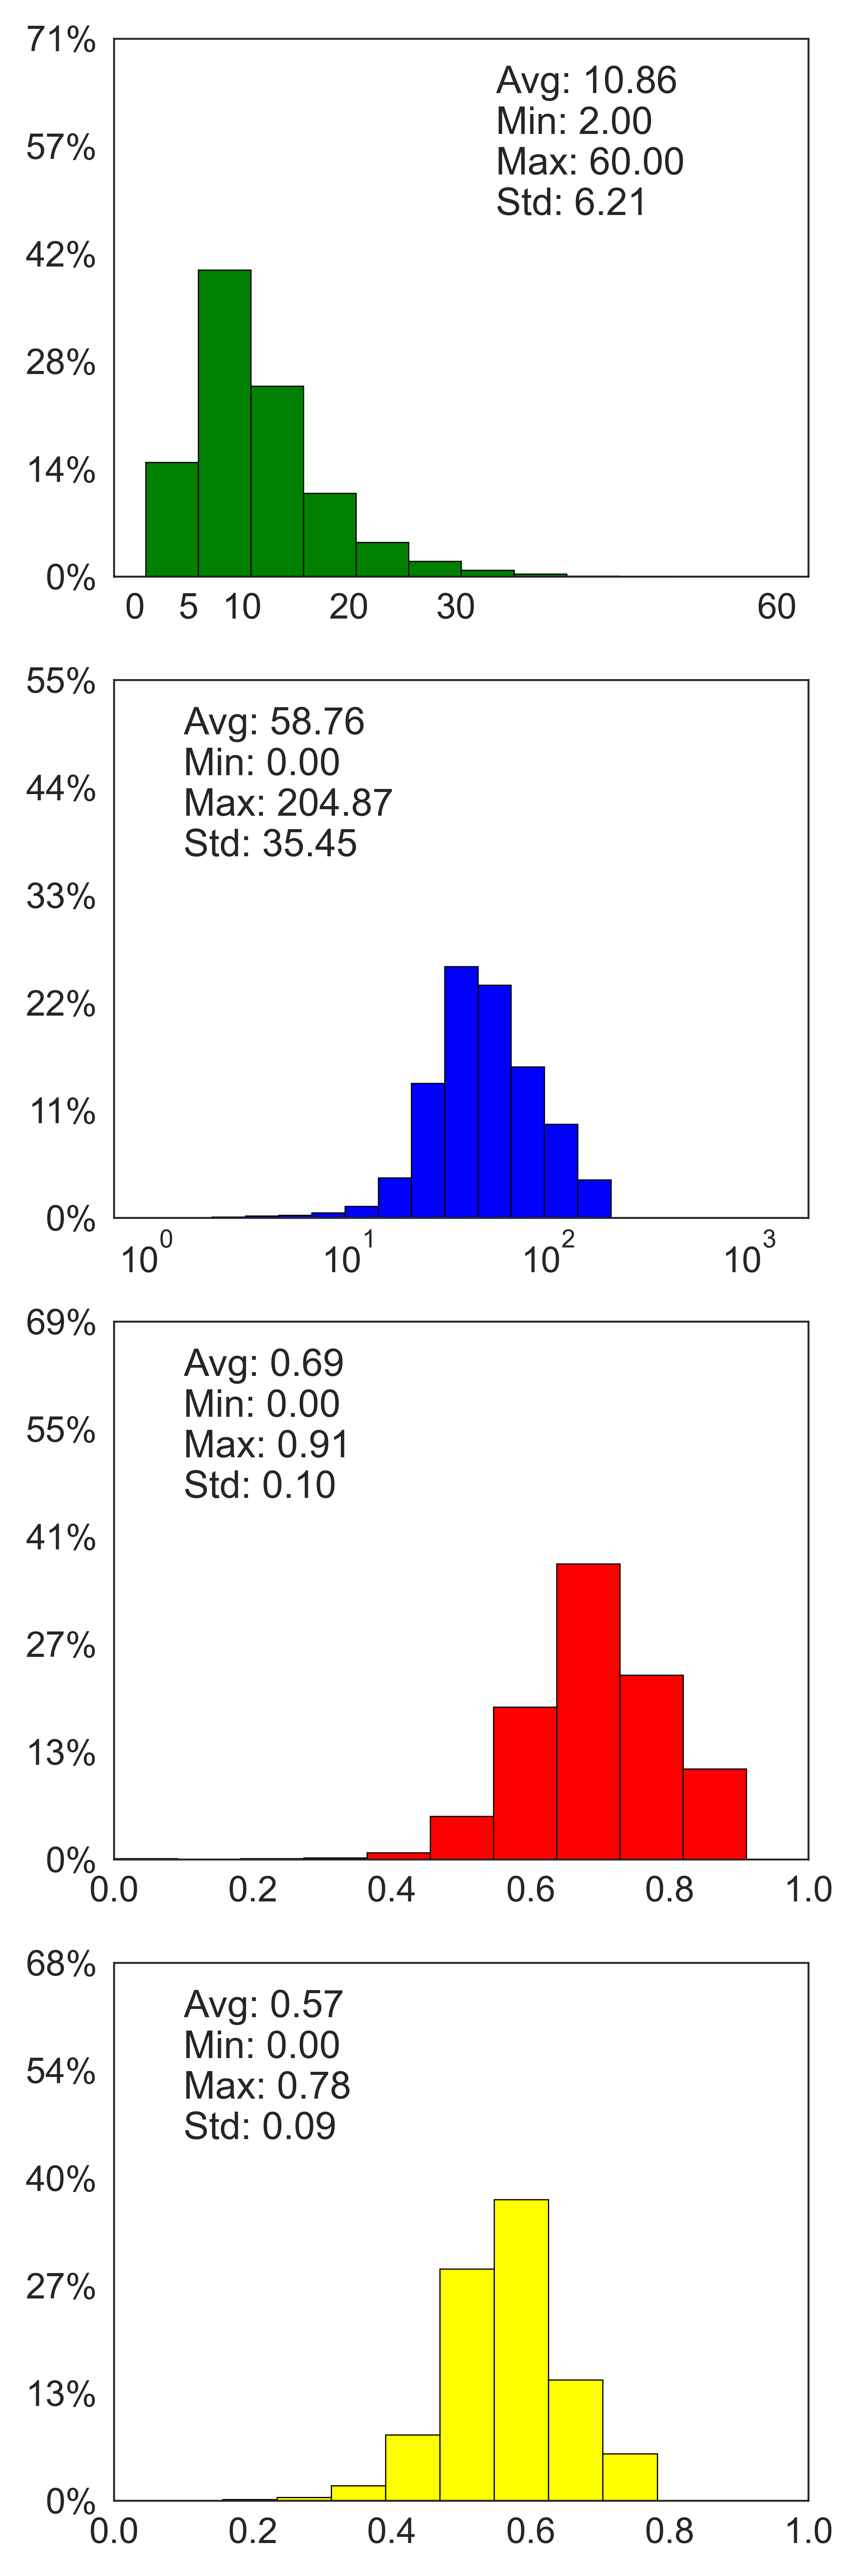 71%
Avg: 10.86
Min: 2.00
57%
Max: 60.00
Std: 6.21
42%
28%
14%
0%
0 5 10 20 30 60
55%
Avg: 58.76
Min: 0.00
44%
Max: 204.87
Std: 35.45
33%
22%
11%
0%
10^0 10^1 10^2 10^3
69%
Avg: 0.69
Min: 0.00
55%
Max: 0.91
Std: 0.10
41%
27%
13%
0%
0.0 0.2 0.4 0.6 0.8 1.0
68%
Avg: 0.57
Min: 0.00
54%
Max: 0.78
Std: 0.09
40%
27%
13%
0%
0.0 0.2 0.4 0.6 0.8 1.0